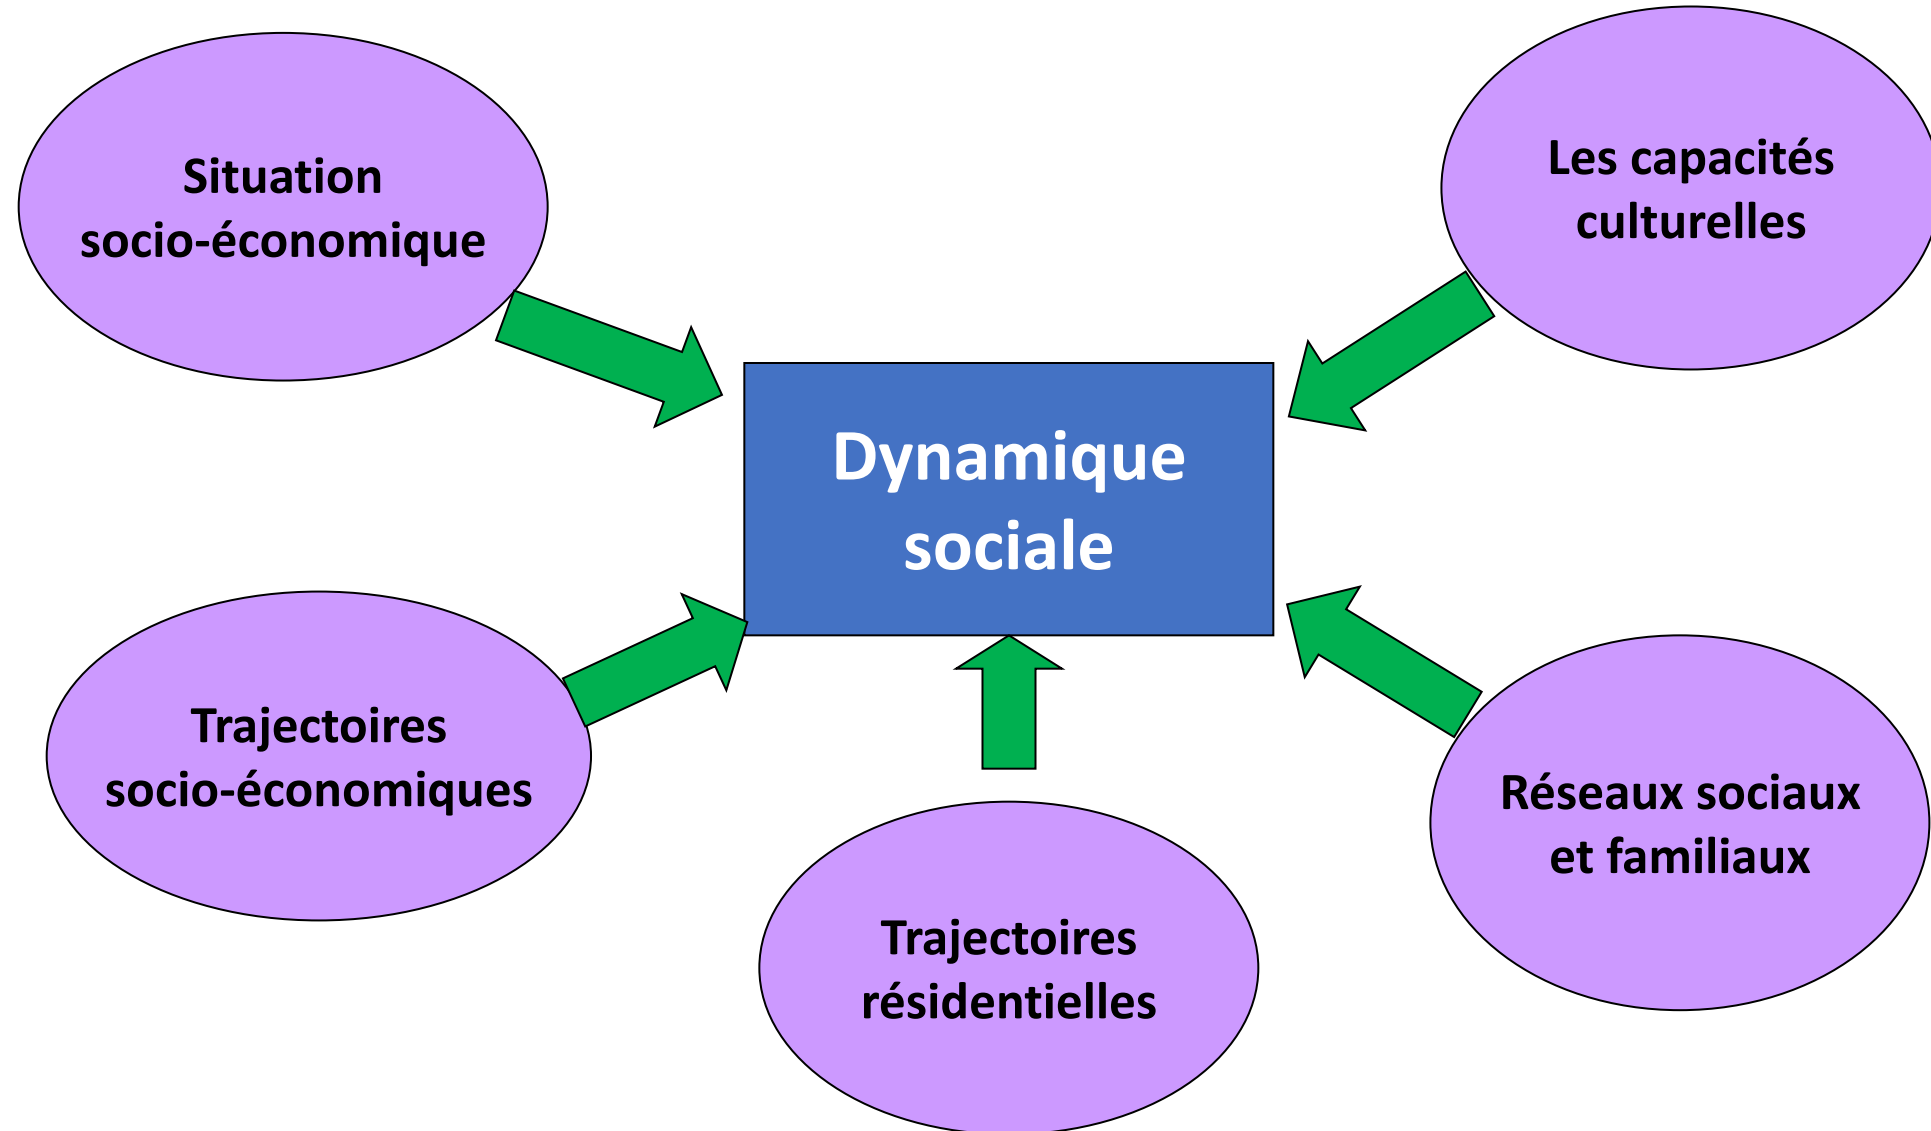 Situation
socio-économique
Les capacités
culturelles
Dynamique
sociale
Trajectoires
socio-économiques
Réseaux sociaux
et familiaux
Trajectoires
résidentielles